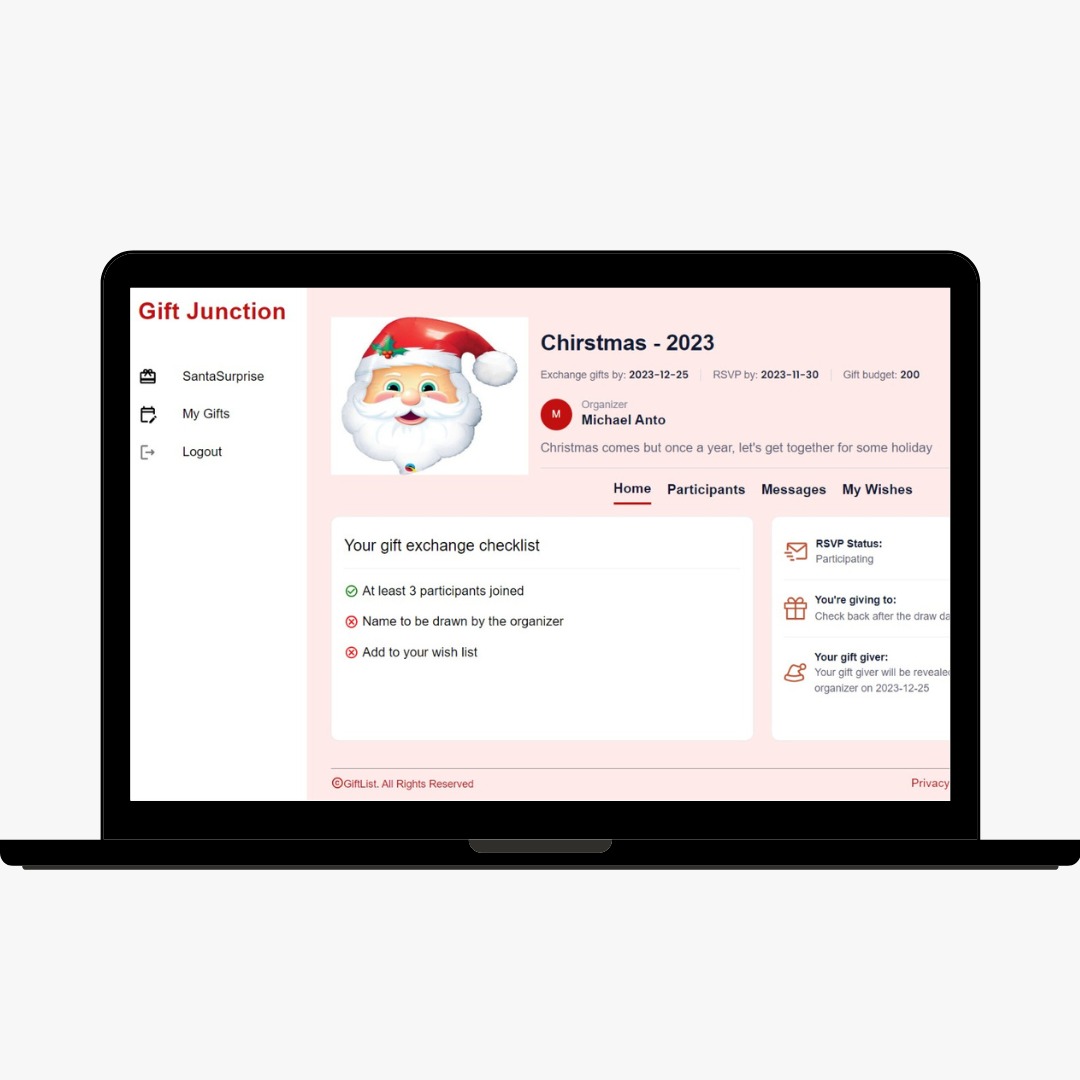 Gift Junction
SantaSurprise
My Gifts
Logout
Chirstmas - 2023
Exchange gifts by: 2023-12-25 RSVP by: 2023-11-30 Gift budget: 200
M
Organizer
Michael Anto
Christmas comes but once a year, let's get together for some holiday
Home Participants Messages My Wishes
Your gift exchange checklist
At least 3 participants joined
Name to be drawn by the organizer
Add to your wish list
RSVP Status:
Participating
You're giving to:
Check back after the draw da
Your gift giver:
Your gift giver will be reveale
organizer on 2023-12-25
©GiftList. All Rights Reserved
Privacy